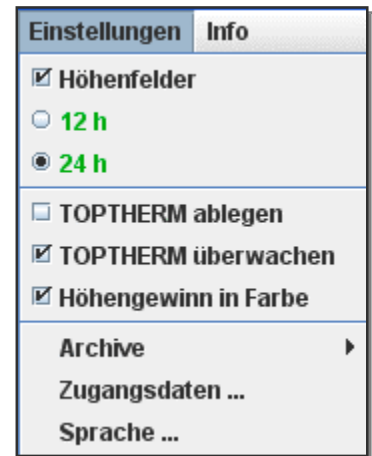 Einstellungen Info
Höhenfelder
12 h
24 h
TOPTHERM ablegen
TOPTHERM überwachen
Höhengewinn in Farbe
Archive
Zugangsdaten ...
Sprache ...